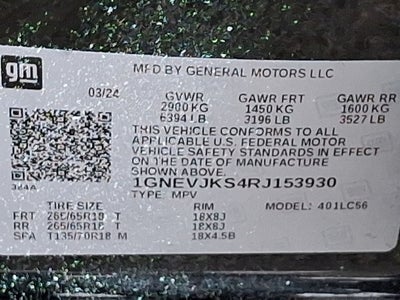 gm
MFD BY GENERAL MOTORS LLC
03/24 GVWR GAWR FRT GAWR RR
2900 KG 1450 KG 1600 KG
6394 LB 3196 LB 3527 LB
THIS VEHICLE CONFORMS TO ALL
APPLICABLE U.S. FEDERAL MOTOR
VEHICLE SAFETY STANDARDS IN EFFECT
ON THE DATE OF MANUFACTURE
SHOWN ABOVE.
1GNEVJKS4RJ153930
TYPE: MPV
TIRE SIZE RIM MODEL:
FRT 265/65R18 T 18X8J
RR 265/65R18 T 18X8J
SPA T135/70R18 M 18X4.5B